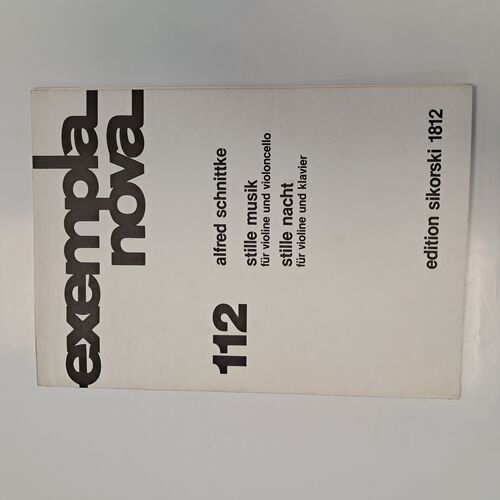 exempla
nova
112
alfred schnittke
stille musik
für violine und violoncello
stille nacht
für violine und klavier
edition sikorski 1812